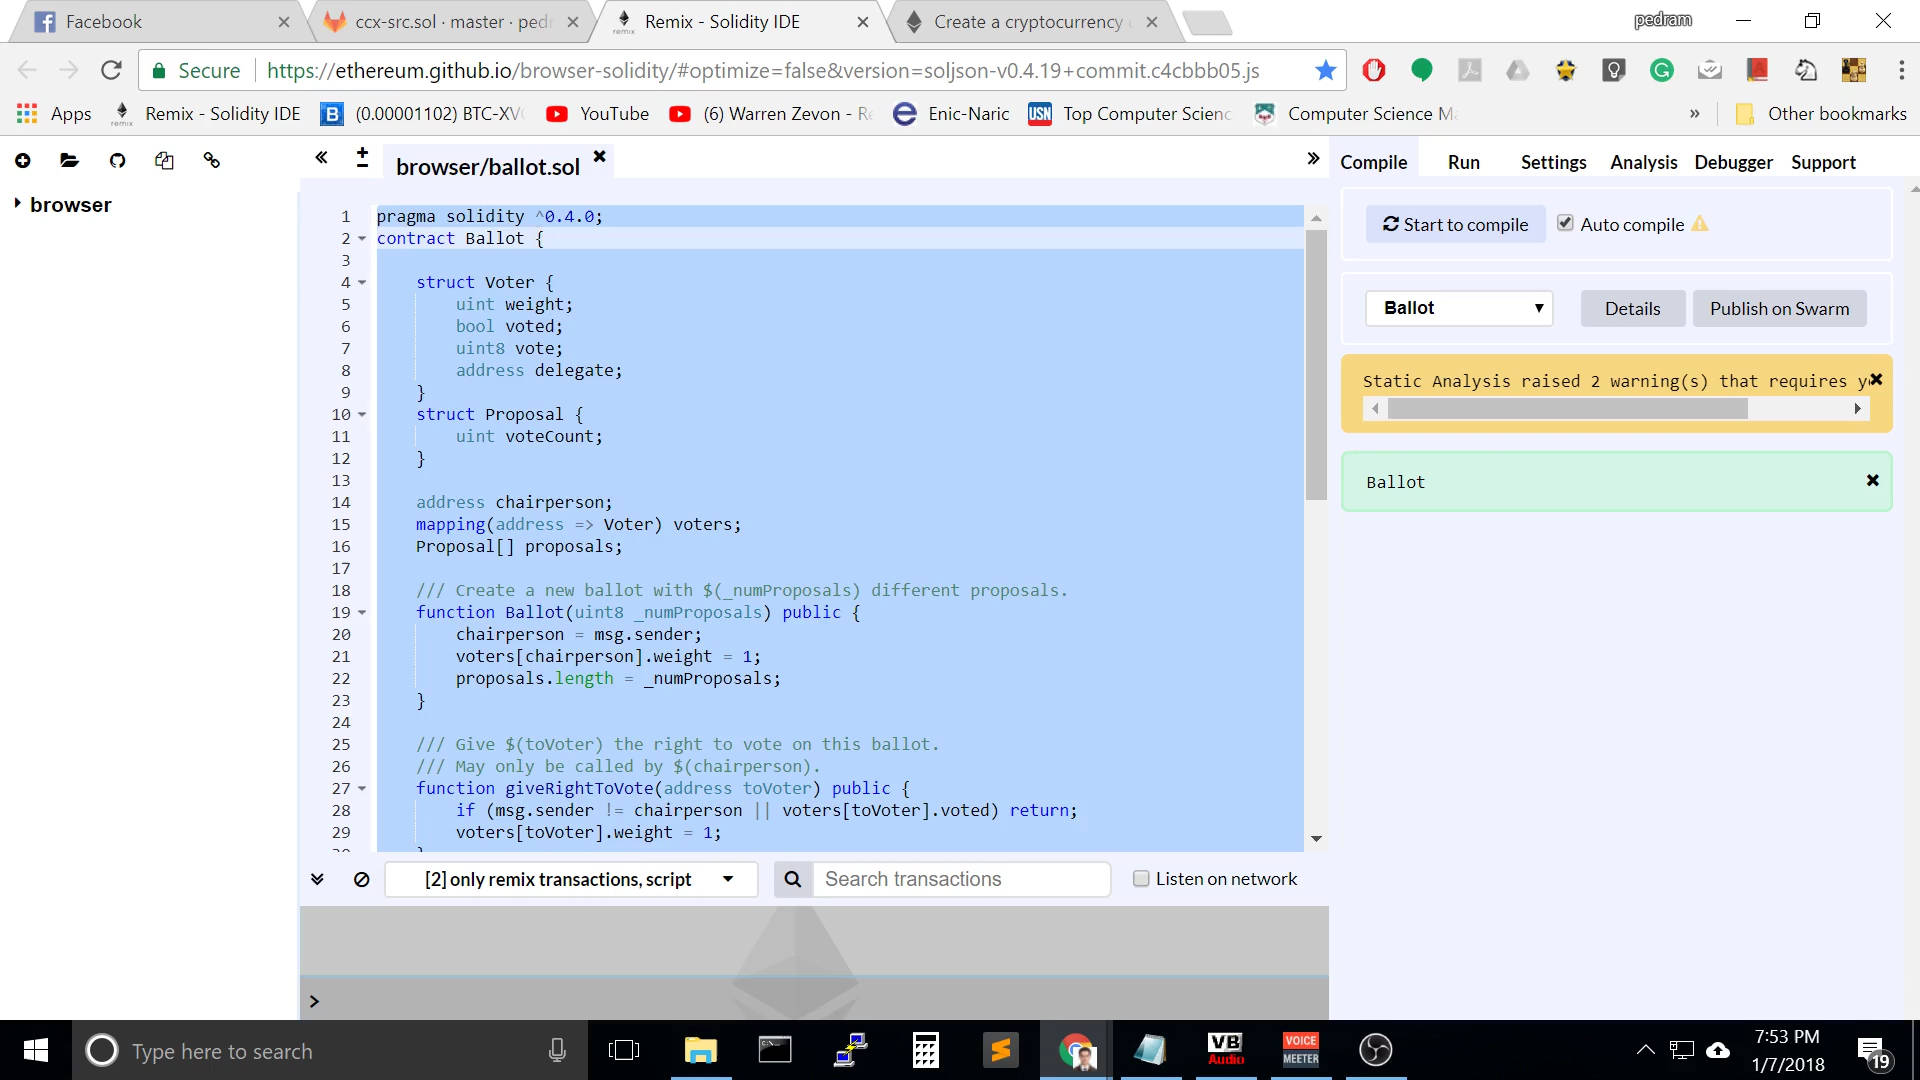 Facebook
ccx-src.sol · master · ped
Remix - Solidity IDE
Create a cryptocurrency
pedram
Secure
https://ethereum.github.io/browser-solidity/#optimize=false&version=soljson-v0.4.19+commit.c4cbbb05.js
Apps
remix
Remix - Solidity IDE
(0.00001102) BTC-XV
YouTube
(6) Warren Zevon - R
Enic-Naric
USN
Top Computer Scienc
Computer Science M
»
Other bookmarks
browser
browser/ballot.sol
Compile
Run
Settings
Analysis
Debugger
Support
1 pragma solidity ^0.4.0;
2 contract Ballot {
3
4 struct Voter {
5 uint weight;
6 bool voted;
7 uint8 vote;
8 address delegate;
9 }
10 struct Proposal {
11 uint voteCount;
12 }
13
14 address chairperson;
15 mapping(address => Voter) voters;
16 Proposal[] proposals;
17
18 /// Create a new ballot with $(_numProposals) different proposals.
19 function Ballot(uint8 _numProposals) public {
20 chairperson = msg.sender;
21 voters[chairperson].weight = 1;
22 proposals.length = _numProposals;
23 }
24
25 /// Give $(toVoter) the right to vote on this ballot.
26 /// May only be called by $(chairperson).
27 function giveRightToVote(address toVoter) public {
28 if (msg.sender != chairperson || voters[toVoter].voted) return;
29 voters[toVoter].weight = 1;
Start to compile
Auto compile
Ballot
Details
Publish on Swarm
Static Analysis raised 2 warning(s) that requires y
Ballot
[2] only remix transactions, script
Search transactions
Listen on network
>
Type here to search
VB Audio
VOICE MEETER
7:53 PM
1/7/2018
19